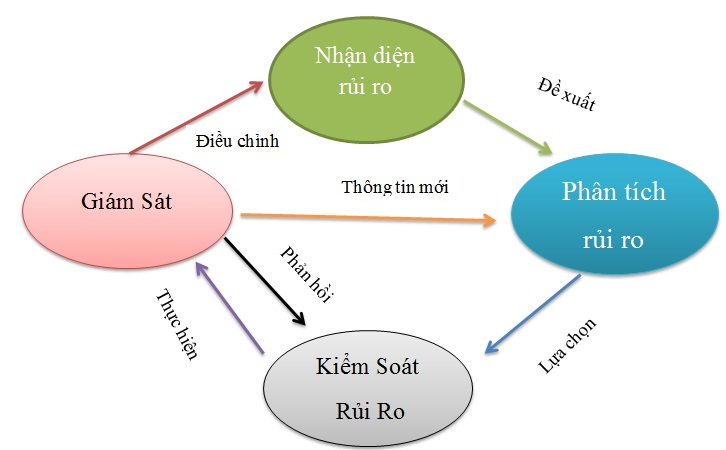 Nhận diện
rủi ro
Đề xuất
Điều chỉnh
Giám Sát
Thông tin mới
Phân tích
rủi ro
Phản hồi
Thực hiện
Lựa chọn
Kiểm Soát
Rủi Ro